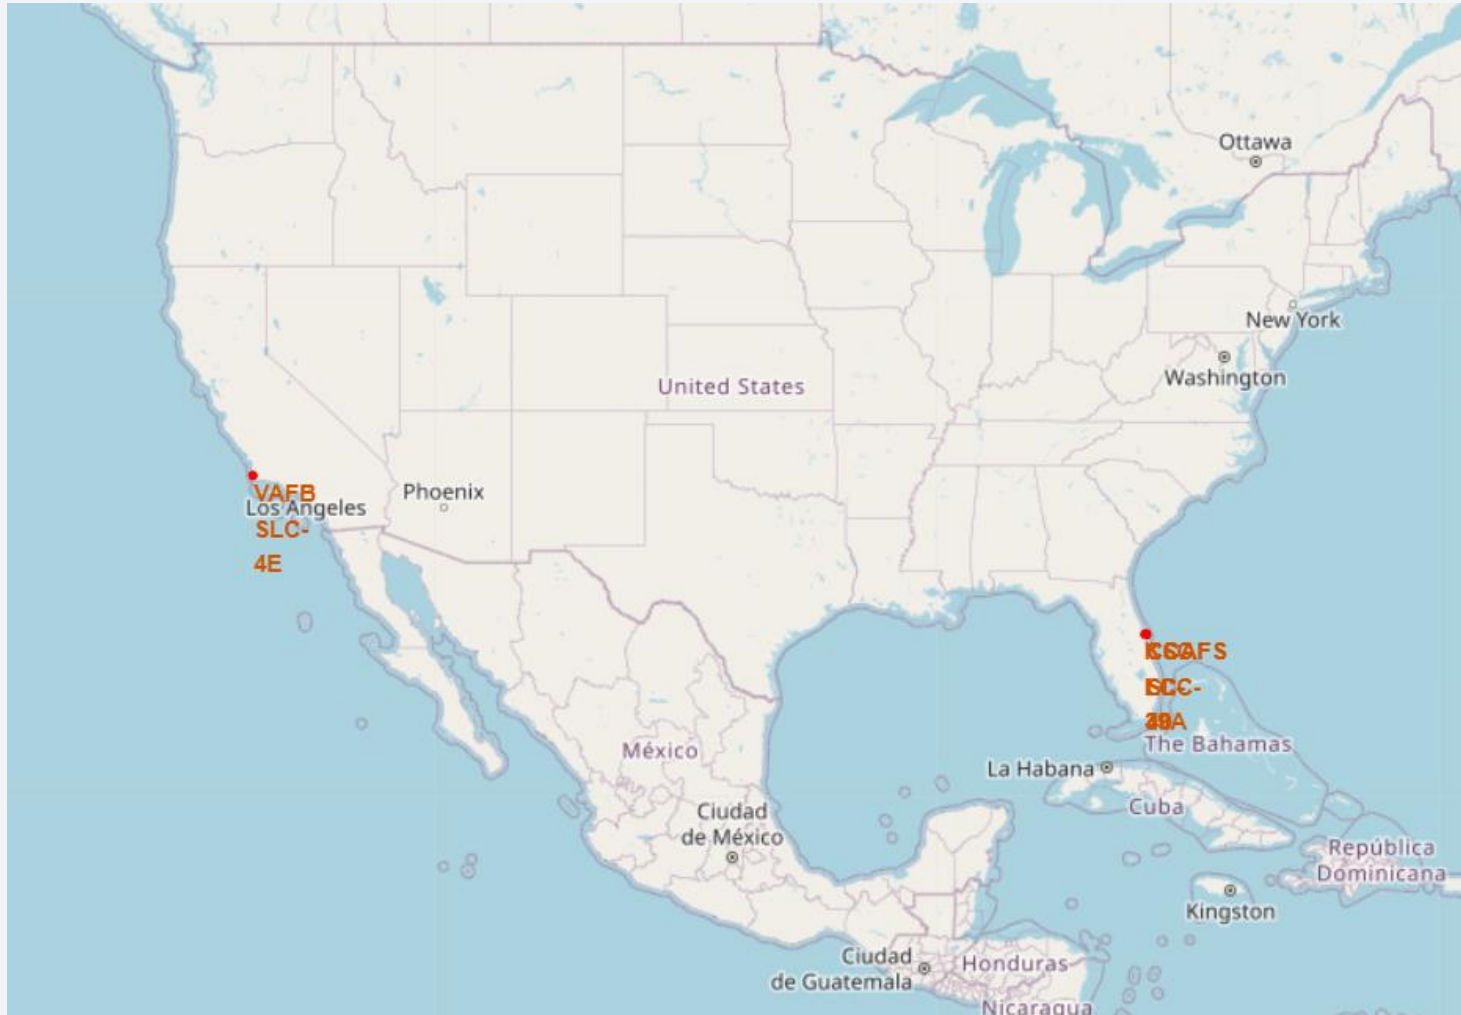 Ottawa
New York
Washington
United States
Phoenix
VAFB
Los Angeles
SLC-
4E
The Bahamas
México
La Habana
Cuba
Ciudad
de México
República
Dominicana
Kingston
Ciudad
de Guatemala
Honduras
Nicaragua